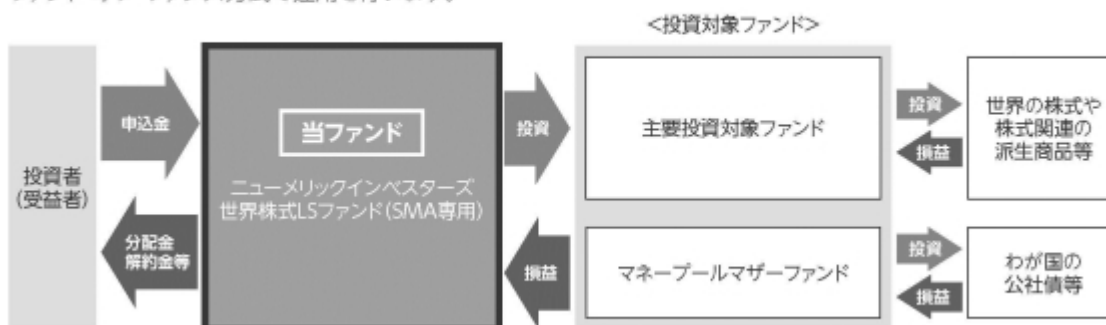 <投資対象ファンド>
投資者
(受益者)
申込金
分配金
解約金等
当ファンド
ニューメリックインベスターズ
世界株式LSファンド(SMA専用)
投資
損益
主要投資対象ファンド
投資
損益
世界の株式や
株式関連の
派生商品等
マネープールマザーファンド
投資
損益
わが国の
公社債等